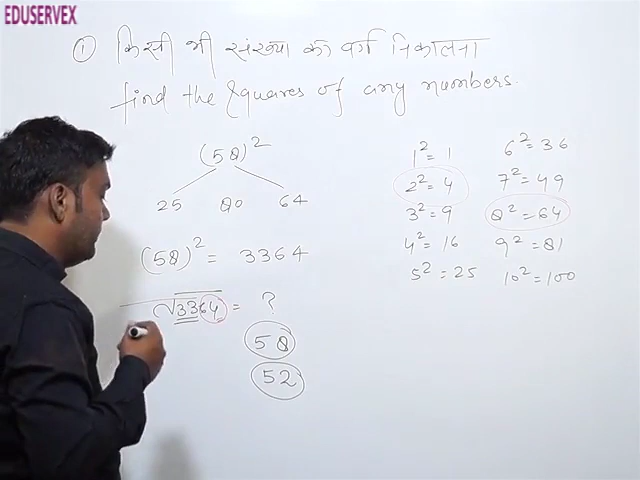 EDUSERVEX
① किसी भी संख्या का वर्ग निकालना
find the squares of any numbers.
(58)²
25 80 64
(58)² = 3364
√3364 = ?
58
52
1² = 1
2² = 4
3² = 9
4² = 16
5² = 25
6² = 36
7² = 49
8² = 64
9² = 81
10² = 100